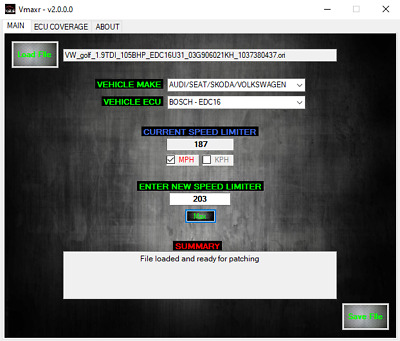 Vmaxr - v2.0.0.0
MAIN ECU COVERAGE ABOUT
Load File
VW_golf_1.9TDI_105BHP_EDC16U31_03G906021KH_1037380437.ori
VEHICLE MAKE AUDI/SEAT/SKODA/VOLKSWAGEN
VEHICLE ECU BOSCH - EDC16
CURRENT SPEED LIMITER
187
MPH KPH
ENTER NEW SPEED LIMITER
203
Max
SUMMARY
File loaded and ready for patching
Save File